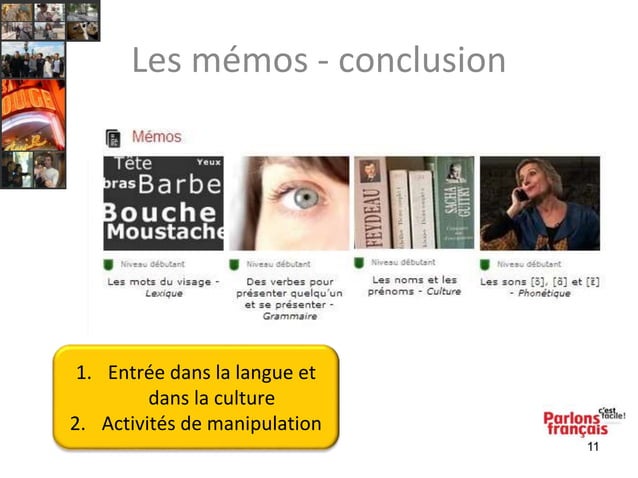 Les mémos - conclusion
OUGE
Mémos
Tête
Yeux
bras
Barbe
Bouche
Moustache
FEYDEAU
SACHA
GUITRY
Niveau débutant
Niveau débutant
Niveau débutant
Niveau débutant
Les mots du visage -
Lexique
Des verbes pour
présenter quelqu'un
et se présenter -
Grammaire
Les noms et les
prénoms - Culture
Les sons [ɔ̃], [ɑ̃] et [ɛ̃]
- Phonétique
1. Entrée dans la langue et
dans la culture
2. Activités de manipulation
Parlons
français
c'est
facile!
11